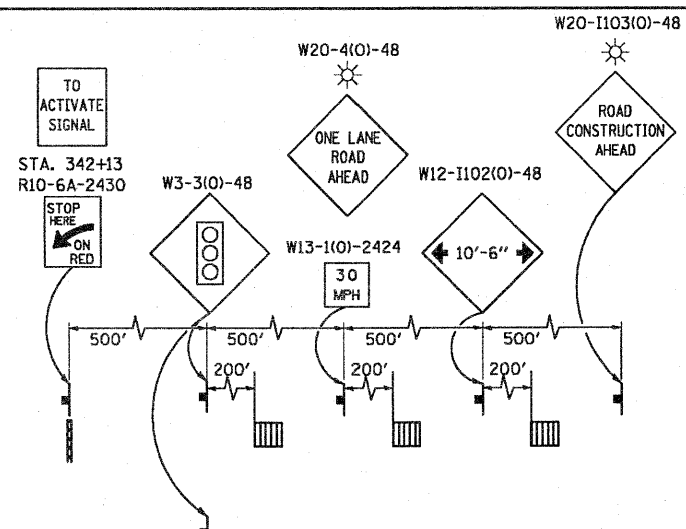 W20-I103(O)-48
W20-4(O)-48
TO
ACTIVATE
SIGNAL
ONE LANE
ROAD
AHEAD
ROAD
CONSTRUCTION
AHEAD
STA. 342+13
R10-6A-2430
W3-3(O)-48
W12-I102(O)-48
STOP
HERE
ON
RED
W13-1(O)-2424
30
MPH
10'-6"
500'
500'
500'
500'
200'
200'
200'